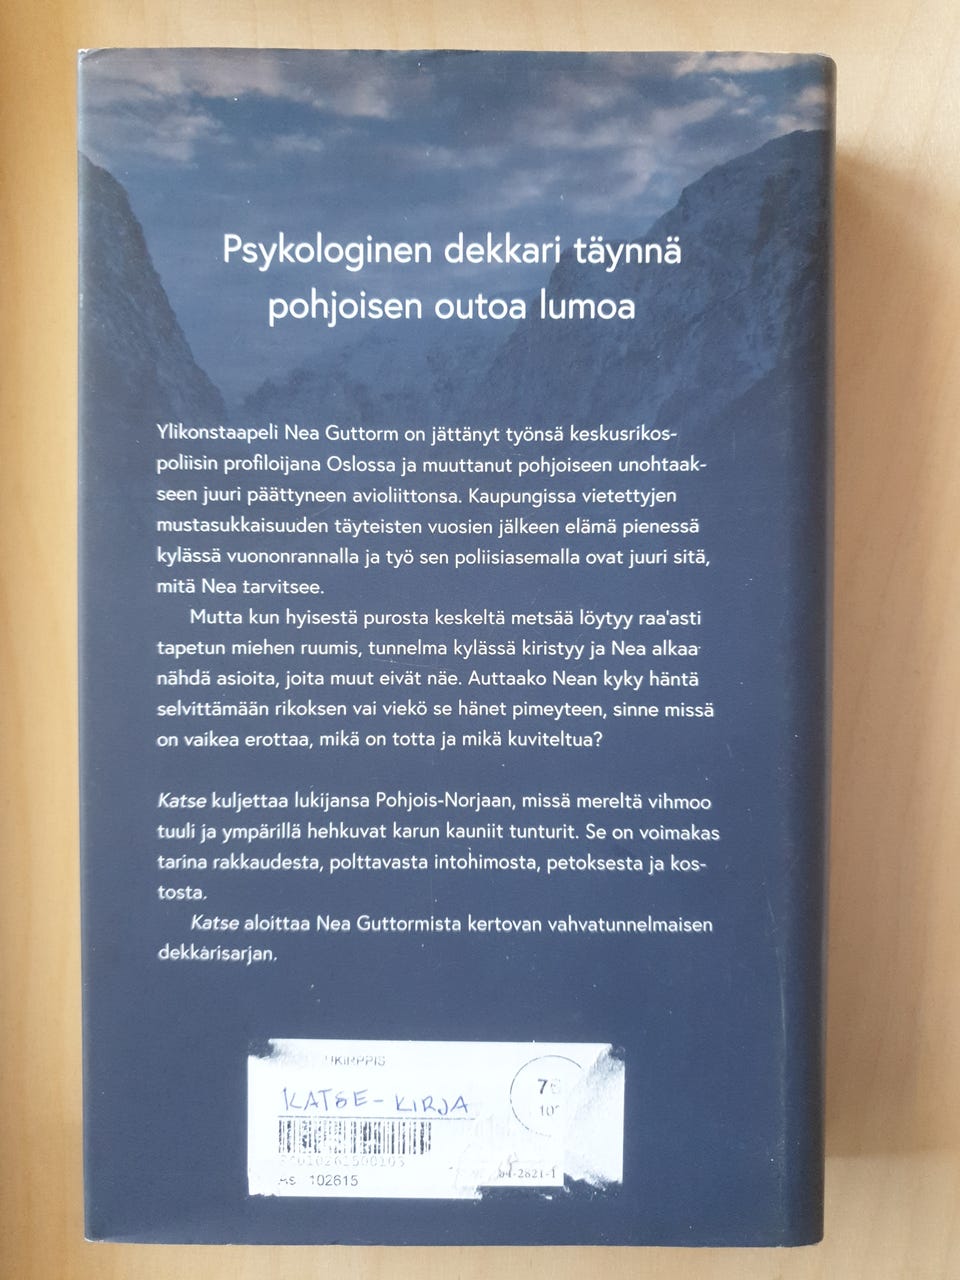 Psykologinen dekkari täynnä
pohjoisen outoa lumoa
Ylikonstaapeli Nea Guttorm on jättänyt työnsä keskusrikos-
poliisin profiloijana Oslossa ja muuttanut pohjoiseen unohtaak-
seen juuri päättyneen avioliittonsa. Kaupungissa vietettyjen
mustasukkaisuuden täyteisten vuosien jälkeen elämä pienessä
kylässä vuononrannalla ja työ sen poliisiasemalla ovat juuri sitä,
mitä Nea tarvitsee.
Mutta kun hyisestä purosta keskeltä metsää löytyy raa'asti
tapetun miehen ruumis, tunnelma kylässä kiristyy ja Nea alkaa
nähdä asioita, joita muut eivät näe. Auttaako Nean kyky häntä
selvittämään rikoksen vai viekö se hänet pimeyteen, sinne missä
on vaikea erottaa, mikä on totta ja mikä kuviteltua?
Katse kuljettaa lukijansa Pohjois-Norjaan, missä mereltä vihmoo
tuuli ja ympärillä hehkuvat karun kauniit tunturit. Se on voimakas
tarina rakkaudesta, polttavasta intohimosta, petoksesta ja kos-
tosta.
Katse aloittaa Nea Guttormista kertovan vahvatunnelmaisen
dekkarisarjan.
KATSE-KIRJA
102615